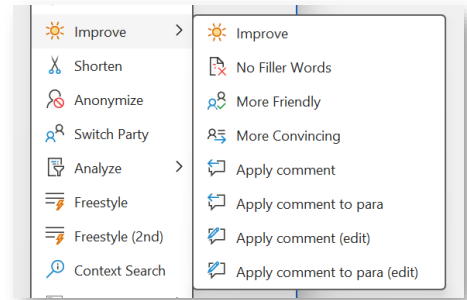 Improve
Shorten
Anonymize
Switch Party
Analyze
Freestyle
Freestyle (2nd)
Context Search
Improve
No Filler Words
More Friendly
More Convincing
Apply comment
Apply comment to para
Apply comment (edit)
Apply comment to para (edit)